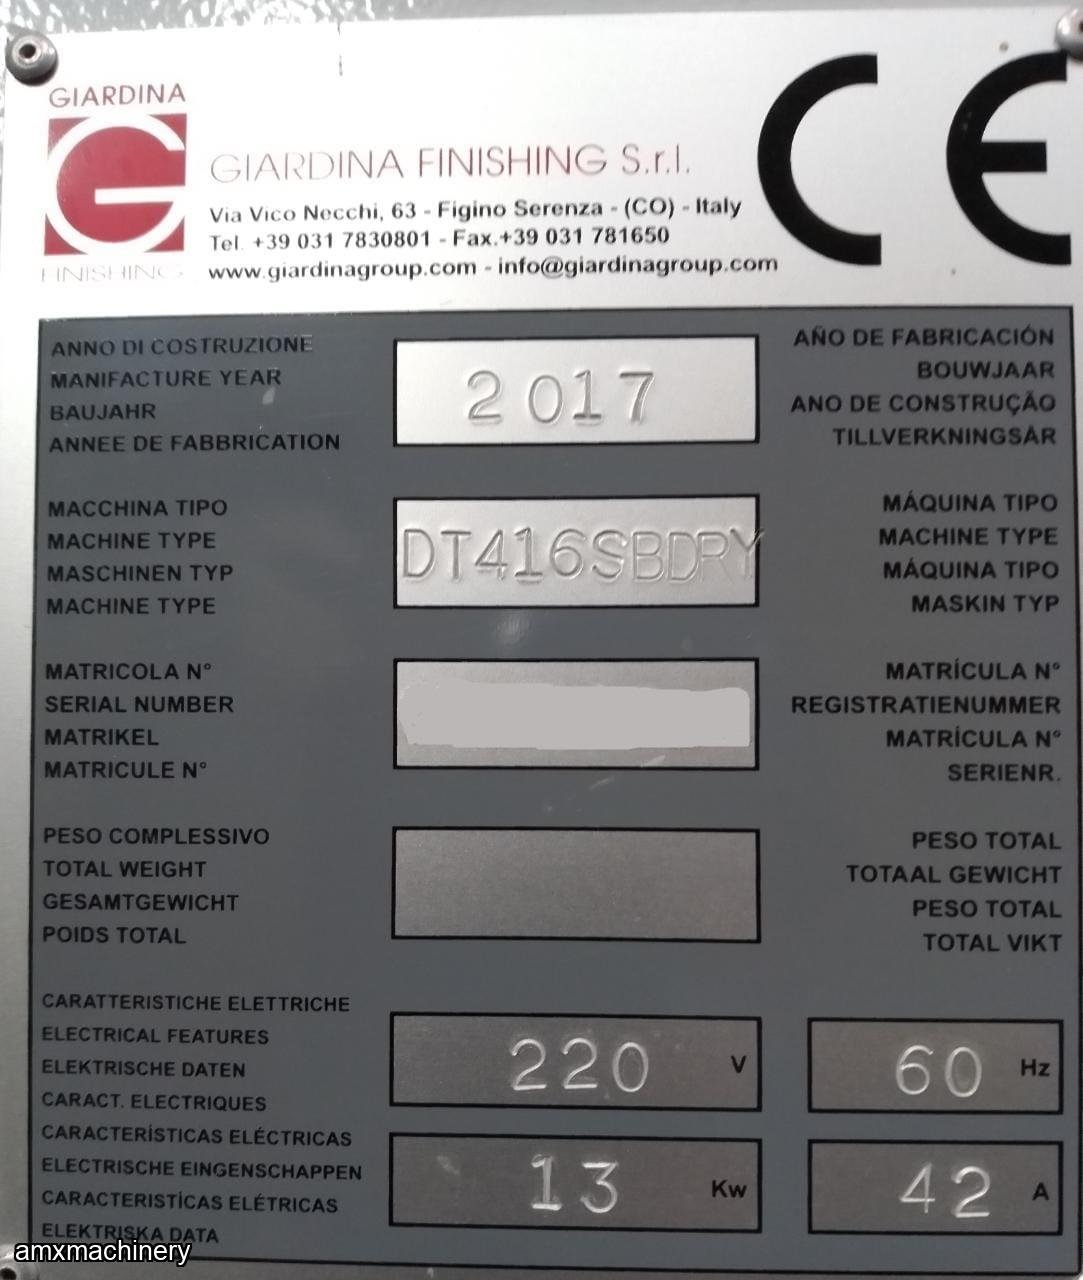 GIARDINA
FINISHING
GIARDINA FINISHING S.r.l.
Via Vico Necchi, 63 - Figino Serenza - (CO) - Italy
Tel. +39 031 7830801 - Fax.+39 031 781650
www.giardinagroup.com - info@giardinagroup.com
CE
ANNO DI COSTRUZIONE
MANIFACTURE YEAR
BAUJAHR
ANNEE DE FABBRICATION
2017
AÑO DE FABRICACIÓN
BOUWJAAR
ANO DE CONSTRUÇÃO
TILLVERKNINGSÅR
MACCHINA TIPO
MACHINE TYPE
MASCHINEN TYP
MACHINE TYPE
DT416SBDRY
MÁQUINA TIPO
MACHINE TYPE
MÁQUINA TIPO
MASKIN TYP
MATRICOLA N°
SERIAL NUMBER
MATRIKEL
MATRICULE N°
MATRÍCULA N°
REGISTRATIENUMMER
MATRÍCULA N°
SERIENR.
PESO COMPLESSIVO
TOTAL WEIGHT
GESAMTGEWICHT
POIDS TOTAL
PESO TOTAL
TOTAAL GEWICHT
PESO TOTAL
TOTAL VIKT
CARATTERISTICHE ELETTRICHE
ELECTRICAL FEATURES
ELEKTRISCHE DATEN
CARACT. ELECTRIQUES
CARACTERÍSTICAS ELÉCTRICAS
ELECTRISCHE EINGENSCHAPPEN
CARACTERISTÍCAS ELÉTRICAS
ELEKTRISKA DATA
220 V
60 Hz
13 Kw
42 A
amxmachinery